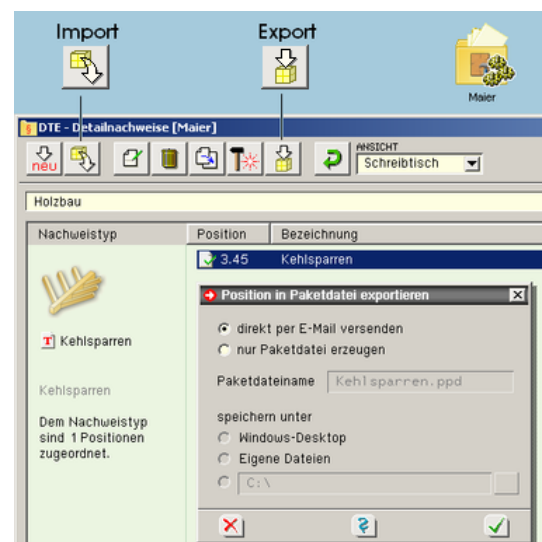 Import
Export
Maier
DTE - Detailnachweise [Maier]
neu
ANSICHT
Schreibtisch
Holzbau
Nachweistyp
Position
Bezeichnung
3.45
Kehlsparren
Position in Paketdatei exportieren
direkt per E-Mail versenden
T Kehlsparren
nur Paketdatei erzeugen
Paketdateiname
Kehlsparren.ppd
Kehlsparren
Dem Nachweistyp
sind 1 Positionen
zugeordnet.
speichern unter
Windows-Desktop
Eigene Dateien
C:\